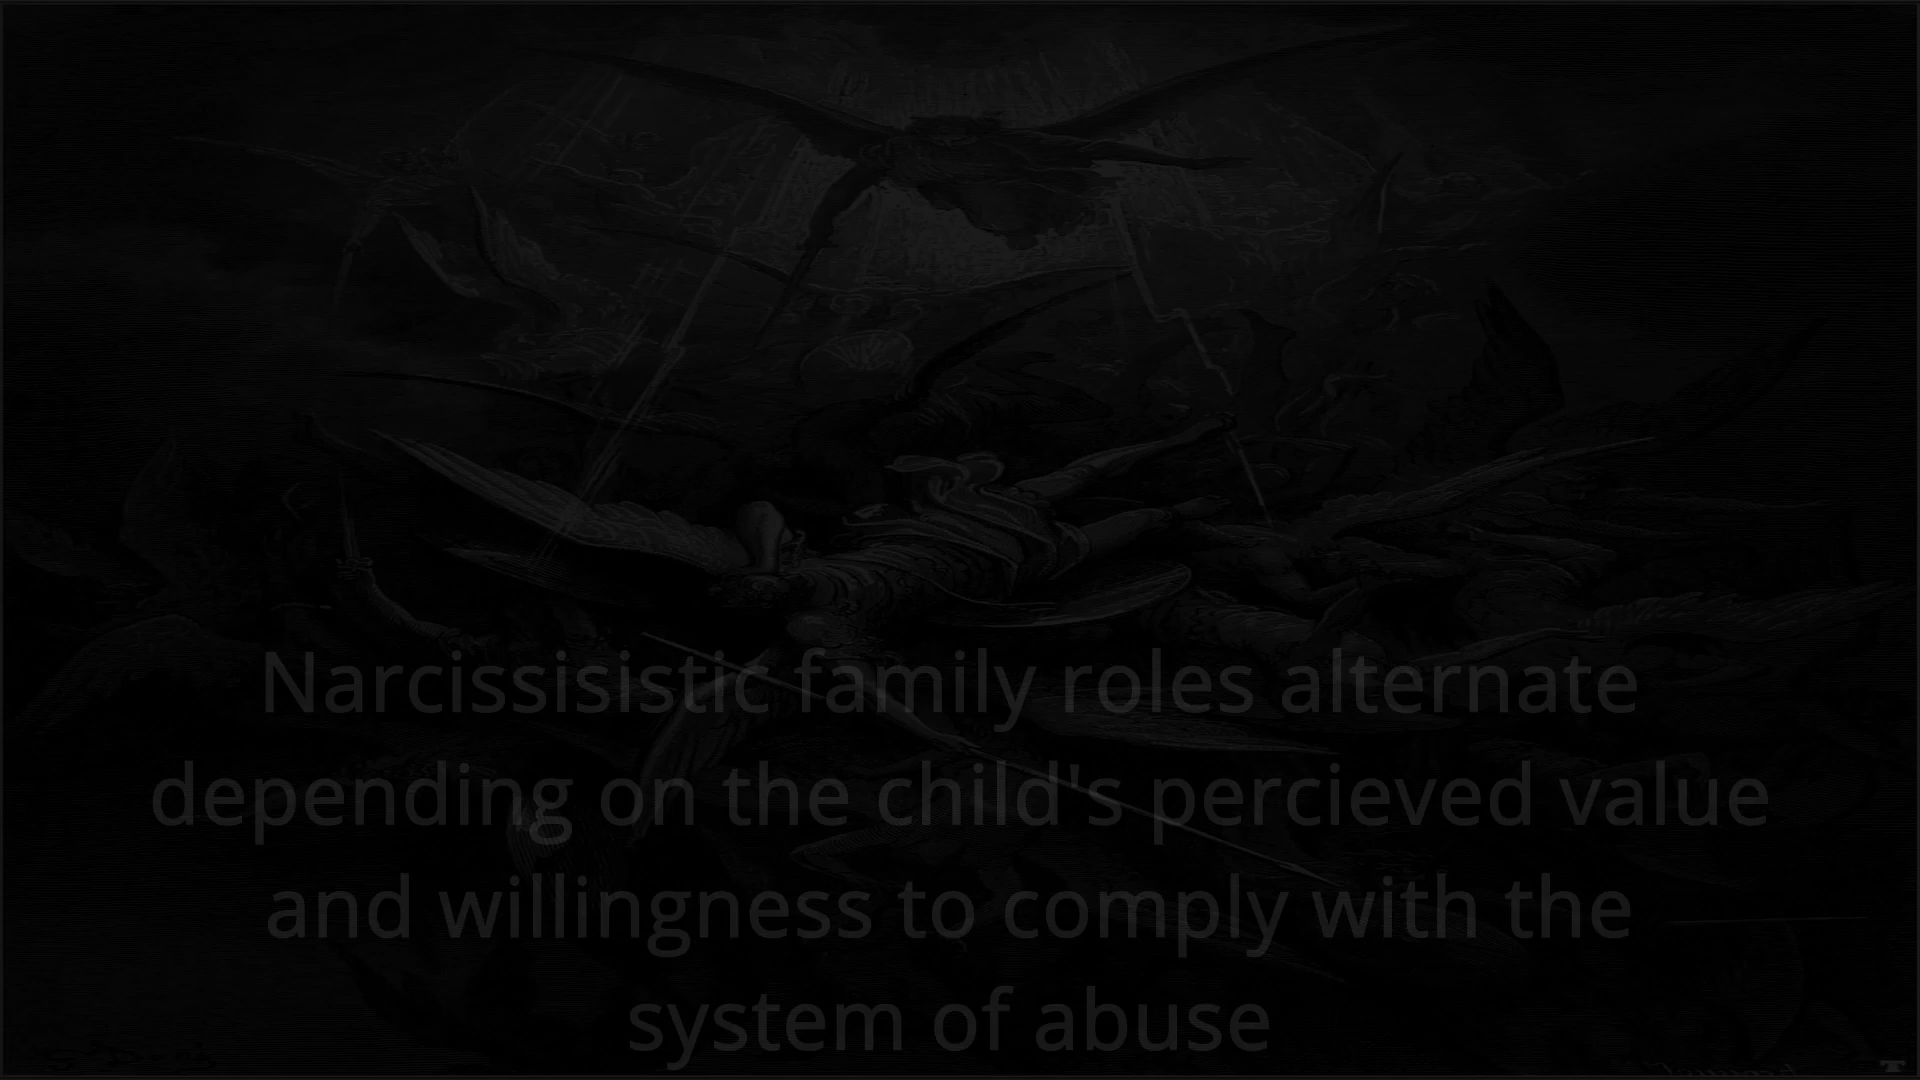 Narcissisistic family roles alternate
depending on the child's percieved value
and willingness to comply with the
system of abuse